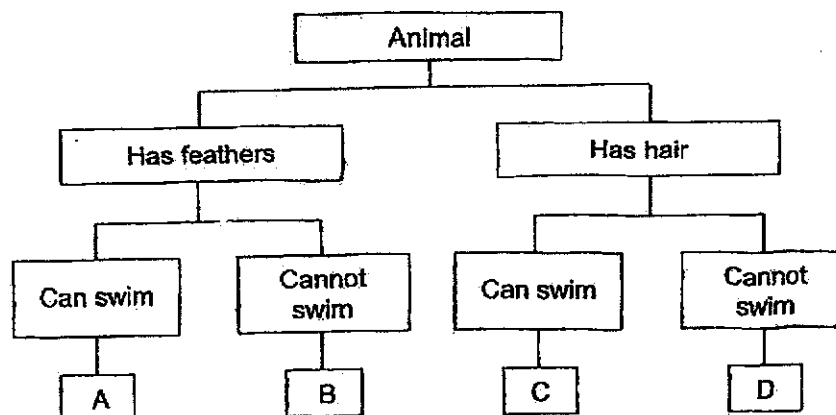 Animal
Has feathers
Has hair
Can swim
Cannot
swim
Can swim
Cannot
swim
A
B
C
D